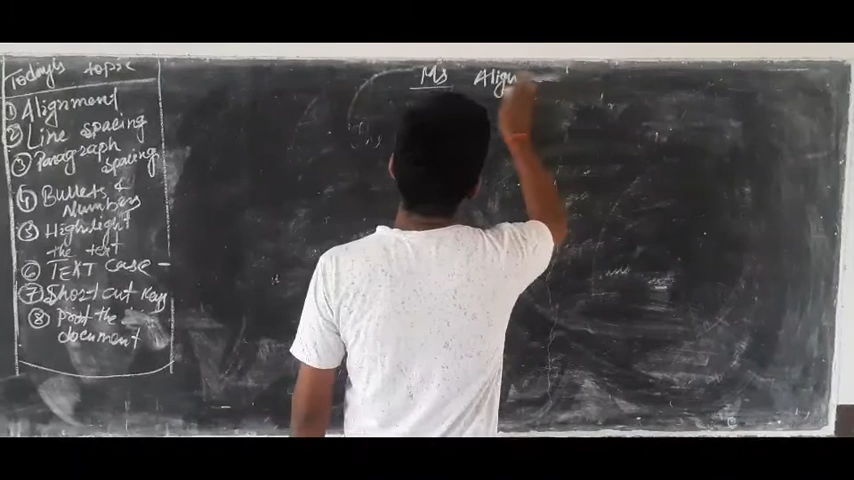 Today's topic
① Alignment
② Line spacing
③ Paragraph spacing
④ Bullets &
Numbers
⑤ Highlight
the text
⑥ TEXT Case
⑦ Short-cut Keys
⑧ Print the
document
Ms Align